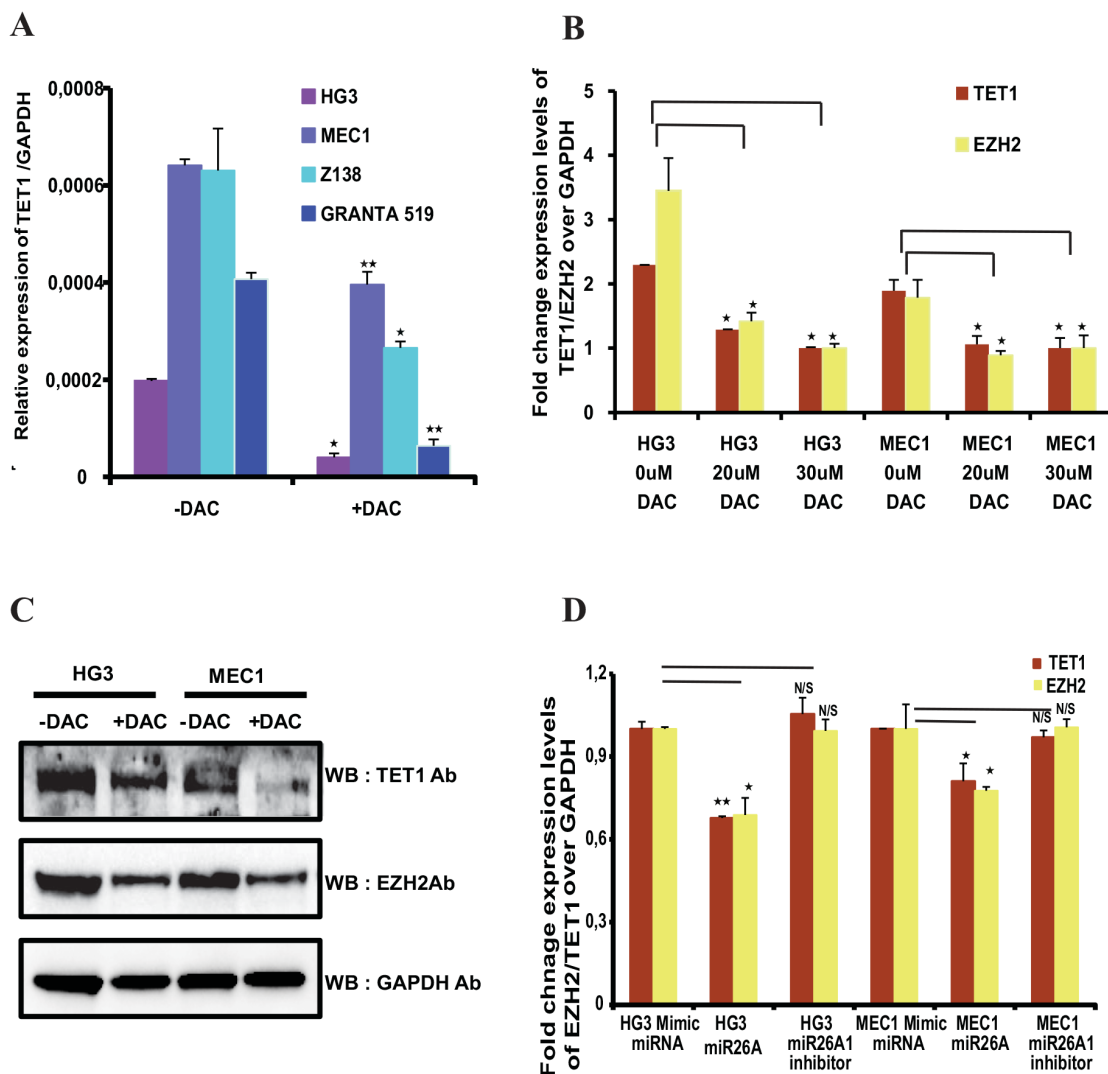 A
Relative expression of TET1 /GAPDH
0,0008
0,0006
0,0004
0,0002
0
HG3
MEC1
Z138
GRANTA 519
★
★★
★
★★
-DAC
+DAC
B
Fold change expression levels of
TET1/EZH2 over GAPDH
5
4
3
2
1
0
TET1
EZH2
★ ★ ★ ★ ★ ★ ★ ★
HG3 HG3 HG3 MEC1 MEC1 MEC1
0uM 20uM 30uM 0uM 20uM 30uM
DAC DAC DAC DAC DAC DAC
C
HG3 MEC1
-DAC +DAC -DAC +DAC
WB : TET1 Ab
WB : EZH2Ab
WB : GAPDH Ab
D
Fold chnage expression levels
of EZH2/TET1 over GAPDH
1,2
0,9
0,6
0,3
0
TET1
EZH2
★★ ★ N/S N/S ★ ★ N/S N/S
HG3 Mimic HG3 HG3 MEC1 Mimic MEC1 MEC1
miRNA miR26A miR26A1 miRNA miR26A miR26A1
inhibitor inhibitor